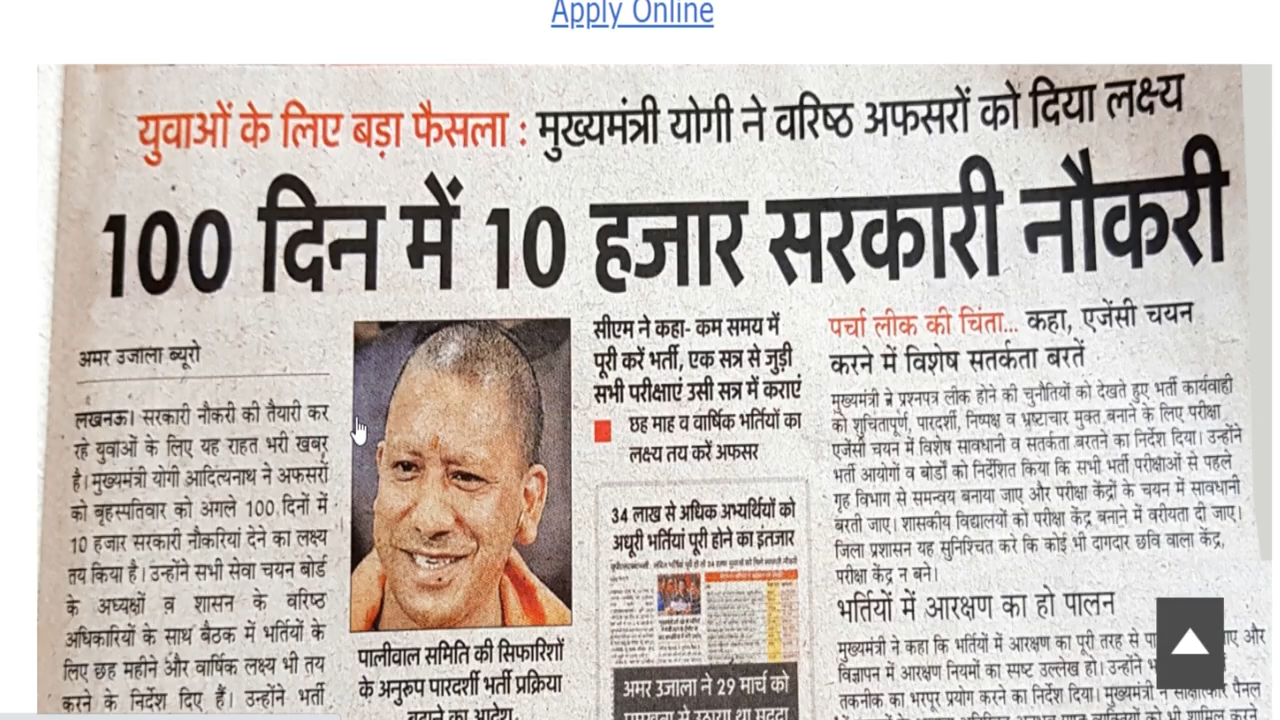 Apply Online
युवाओं के लिए बड़ा फैसला : मुख्यमंत्री योगी ने वरिष्ठ अफसरों को दिया लक्ष्य
100 दिन में 10 हजार सरकारी नौकरी
अमर उजाला ब्यूरो
लखनऊ। सरकारी नौकरी की तैयारी कर
रहे युवाओं के लिए यह राहत भरी खबर
है। मुख्यमंत्री योगी आदित्यनाथ ने अफसरों
को बृहस्पतिवार को अगले 100 दिनों में
10 हजार सरकारी नौकरियां देने का लक्ष्य
तय किया है। उन्होंने सभी सेवा चयन बोर्ड
के अध्यक्षों व शासन के वरिष्ठ
अधिकारियों के साथ बैठक में भर्तियों के
लिए छह महीने और वार्षिक लक्ष्य भी तय
करने के निर्देश दिए हैं। उन्होंने भर्ती
पालीवाल समिति की सिफारिशों
के अनुरूप पारदर्शी भर्ती प्रक्रिया
सीएम ने कहा- कम समय में
पूरी करें भर्ती, एक सत्र से जुड़ी
सभी परीक्षाएं उसी सत्र में कराएं
छह माह व वार्षिक भर्तियों का
लक्ष्य तय करें अफसर
34 लाख से अधिक अभ्यर्थियों को
अधूरी भर्तियां पूरी होने का इंतजार
अमर उजाला ने 29 मार्च को
पर्चा लीक की चिंता... कहा, एजेंसी चयन
करने में विशेष सतर्कता बरतें
मुख्यमंत्री ने प्रश्नपत्र लीक होने की चुनौतियों को देखते हुए भर्ती कार्यवाही
को शुचितापूर्ण, पारदर्शी, निष्पक्ष व भ्रष्टाचार मुक्त बनाने के लिए परीक्षा
एजेंसी चयन में विशेष सावधानी व सतर्कता बरतने का निर्देश दिया। उन्होंने
भर्ती आयोगों व बोर्डों को निर्देशित किया कि सभी भर्ती परीक्षाओं से पहले
गृह विभाग से समन्वय बनाया जाए और परीक्षा केंद्रों के चयन में सावधानी
बरती जाए। शासकीय विद्यालयों को परीक्षा केंद्र बनाने में वरीयता दी जाए।
जिला प्रशासन यह सुनिश्चित करे कि कोई भी दागदार छवि वाला केंद्र,
परीक्षा केंद्र न बने।
भर्तियों में आरक्षण का हो पालन
मुख्यमंत्री ने कहा कि भर्तियों में आरक्षण का पूरी तरह से और
विज्ञापन में आरक्षण नियमों का स्पष्ट उल्लेख हो। उन्होंने
तकनीक का भरपूर प्रयोग करने का निर्देश दिया। मुख्यमंत्री ने साक्षात्कार पैनल